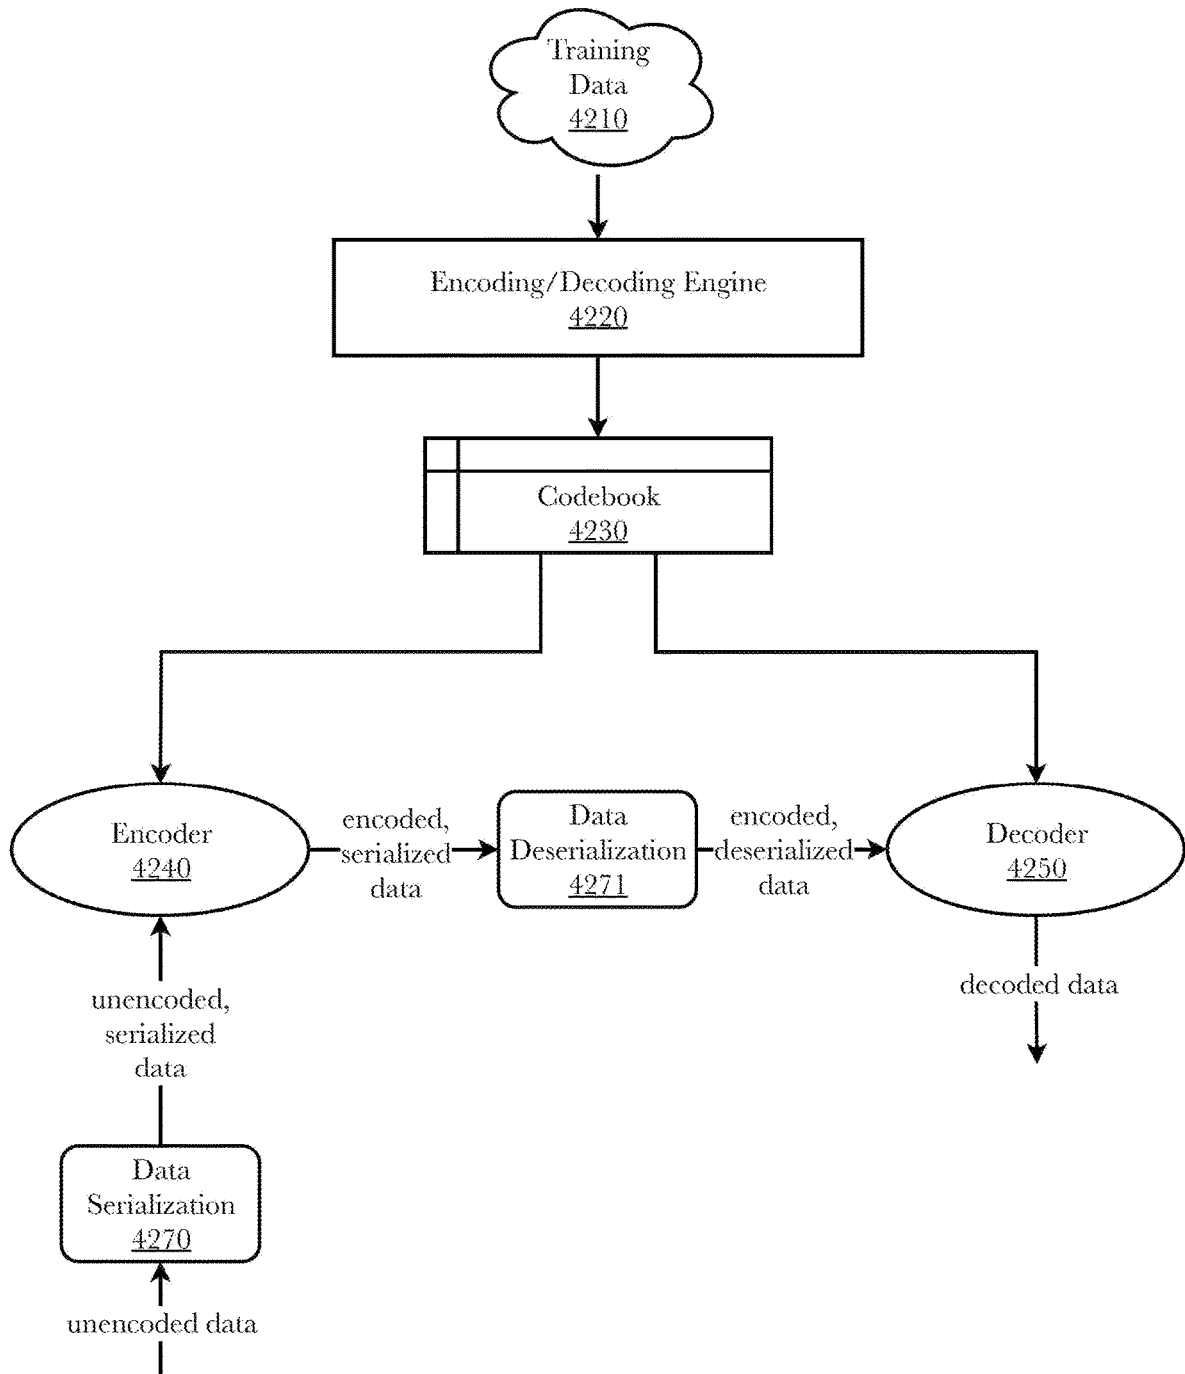 Training
Data
4210
Encoding/Decoding Engine
4220
Codebook
4230
Encoder
4240
encoded,
serialized
data
Data
Deserialization
4271
encoded,
deserialized
data
Decoder
4250
unencoded,
serialized
data
decoded data
Data
Serialization
4270
unencoded data